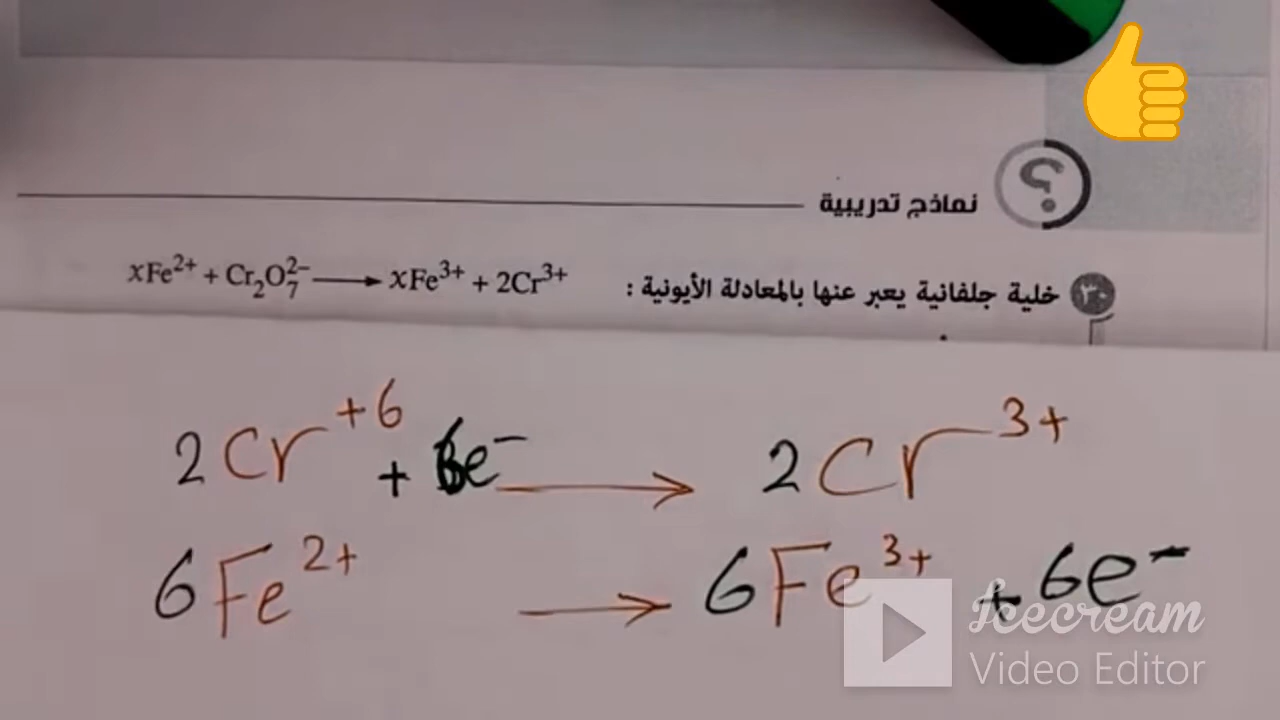 نماذج تدريبية
٣٠ خلية جلفانية يعبر عنها بالمعادلة الأيونية : xFe²⁺ + Cr₂O₇²⁻ ⟶ xFe³⁺ + 2Cr³⁺
2Cr⁺⁶ + 6e⁻ ⟶ 2Cr³⁺
6Fe²⁺ ⟶ 6Fe³⁺ + 6e⁻
Icecream
Video Editor